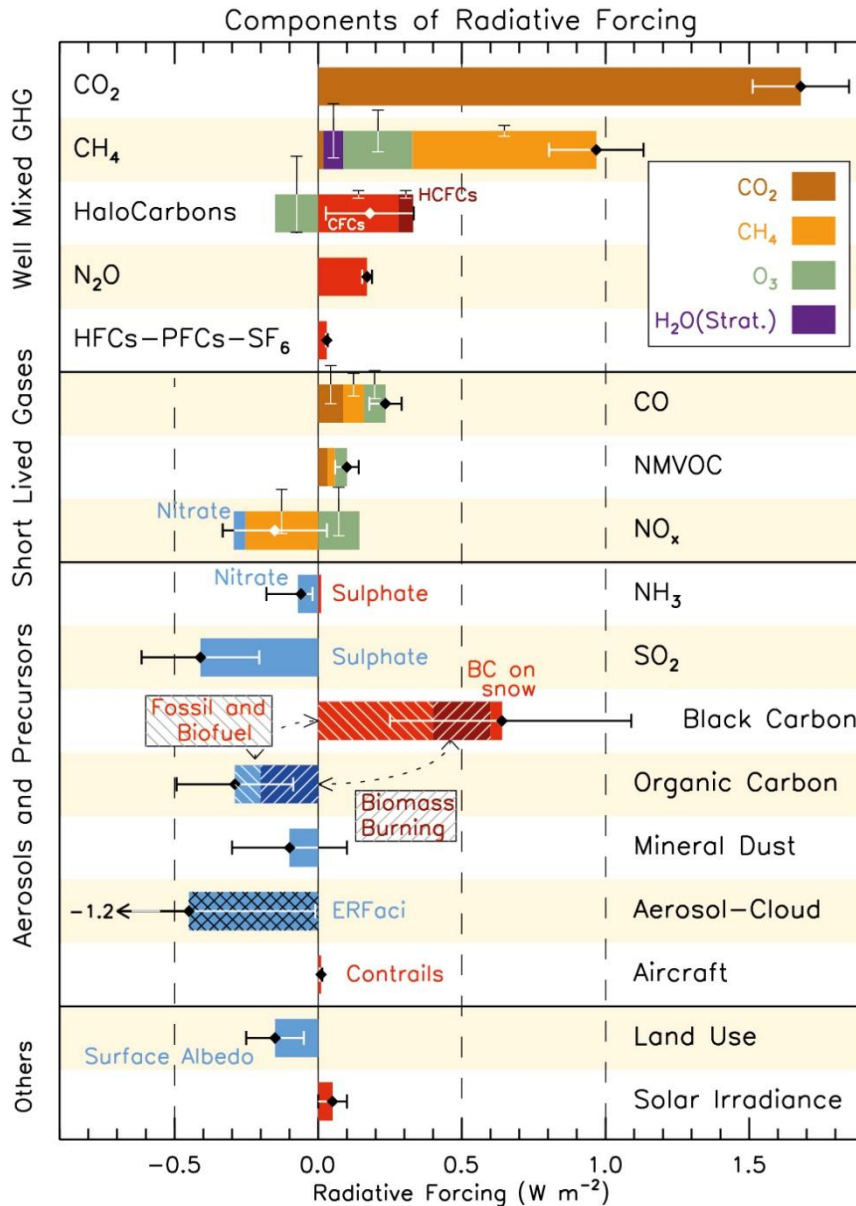 Components of Radiative Forcing
Well Mixed GHG
CO₂
CH₄
HaloCarbons
CFCs
HCFCs
N₂O
HFCs-PFCs-SF₆
CO₂
CH₄
O₃
H₂O(Strat.)
Short Lived Gases
CO
NMVOC
Nitrate
NOₓ
Aerosols and Precursors
Nitrate
Sulphate
NH₃
Sulphate
SO₂
BC on
snow
Fossil and
Biofuel
Black Carbon
Organic Carbon
Biomass
Burning
Mineral Dust
-1.2
ERFaci
Aerosol-Cloud
Contrails
Aircraft
Others
Land Use
Surface Albedo
Solar Irradiance
-0.5 0.0 0.5 1.0 1.5
Radiative Forcing (W m⁻²)